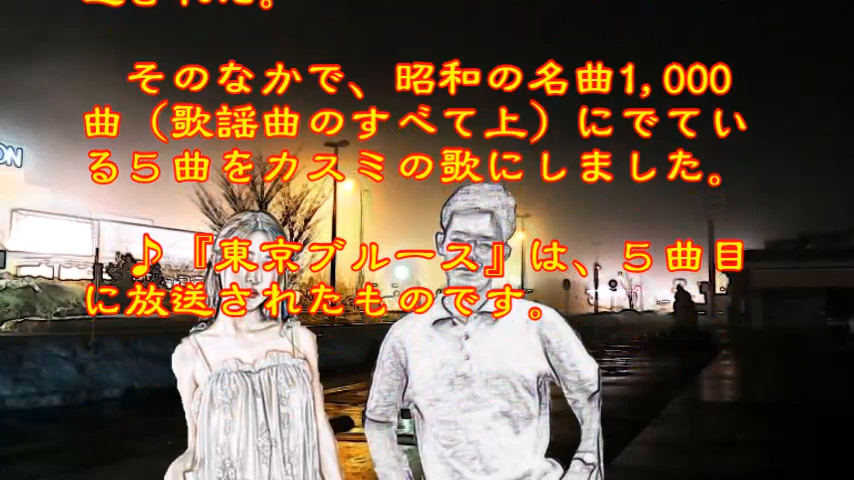 そのなかで、昭和の名曲1,000
曲(歌謡曲のすべて上)にでてい
る5曲をカスミの歌にしました。
♪『東京ブルース』は、5曲目
に放送されたものです。